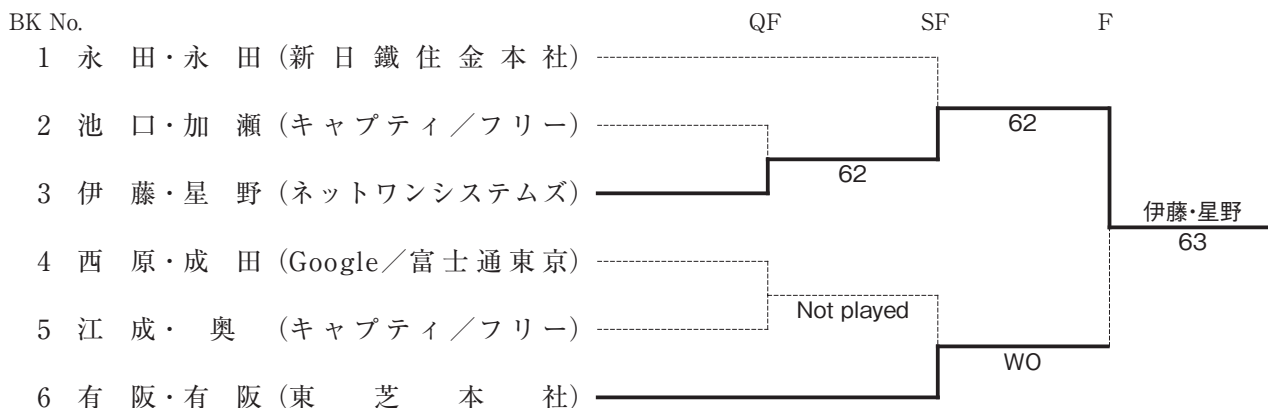 BK No. QF SF F
1 永田・永田 (新日鐵住金本社)
62
2 池口・加瀬 (キャプティ／フリー)
62
3 伊藤・星野 (ネットワンシステムズ)
伊藤・星野
63
4 西原・成田 (Google／富士通東京)
Not played
5 江成・奥 (キャプティ／フリー)
WO
6 有阪・有阪 (東芝本社)